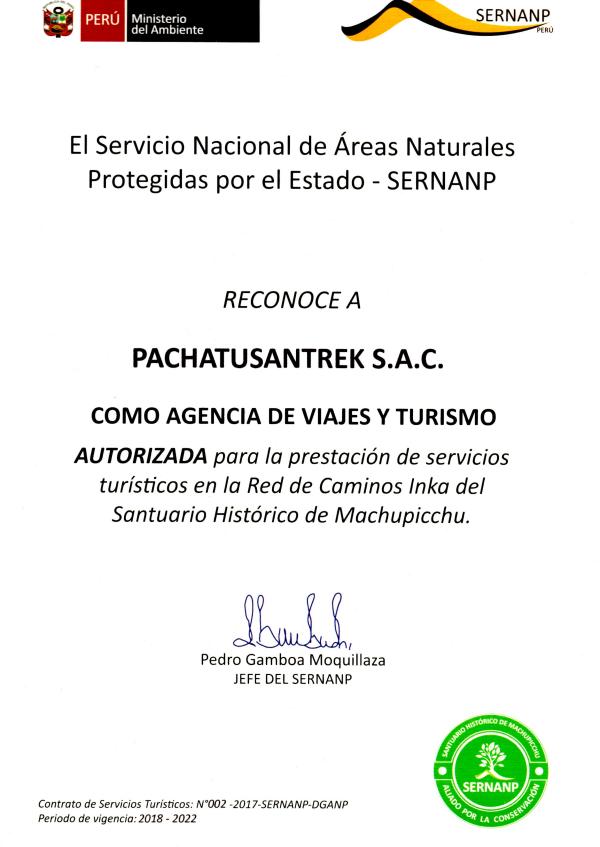 PERÚ
Ministerio
del Ambiente
SERNANP
PERÚ
El Servicio Nacional de Áreas Naturales
Protegidas por el Estado - SERNANP
RECONOCE A
PACHATUSANTREK S.A.C.
COMO AGENCIA DE VIAJES Y TURISMO
AUTORIZADA para la prestación de servicios
turísticos en la Red de Caminos Inka del
Santuario Histórico de Machupicchu.
Pedro Gamboa Moquillaza
JEFE DEL SERNANP
SANTUARIO HISTÓRICO DE MACHUPICCHU
SERNANP
ALIADO POR LA CONSERVACIÓN
Contrato de Servicios Turísticos: N°002 -2017-SERNANP-DGANP
Periodo de vigencia: 2018 - 2022